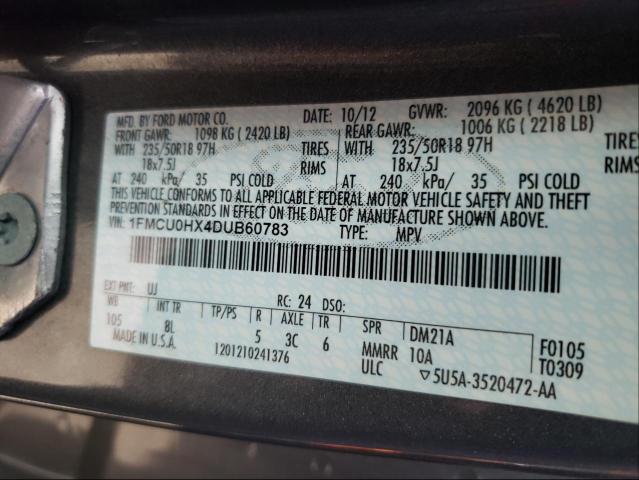 MFD. BY FORD MOTOR CO.
DATE: 10/12 GVWR: 2096 KG ( 4620 LB)
FRONT GAWR: 1098 KG ( 2420 LB) REAR GAWR: 1006 KG ( 2218 LB)
WITH 235/50R18 97H TIRES WITH 235/50R18 97H TIRES
18x7.5J RIMS 18x7.5J RIMS
AT 240 kPa/ 35 PSI COLD AT 240 kPa/ 35 PSI COLD
THIS VEHICLE CONFORMS TO ALL APPLICABLE FEDERAL MOTOR VEHICLE SAFETY AND THEFT
PREVENTION STANDARDS IN EFFECT ON THE DATE OF MANUFACTURE SHOWN ABOVE.
1FMCU0HX4DUB60783 TYPE: MPV
EXT PNT: UJ RC: 24 DSO:
WB INT TR TP/PS R AXLE TR SPR DM21A F0105
105 8L 5 3C 6 MMRR 10A T0309
MADE IN U.S.A. 1201210241376 ULC ▽5U5A-3520472-AA